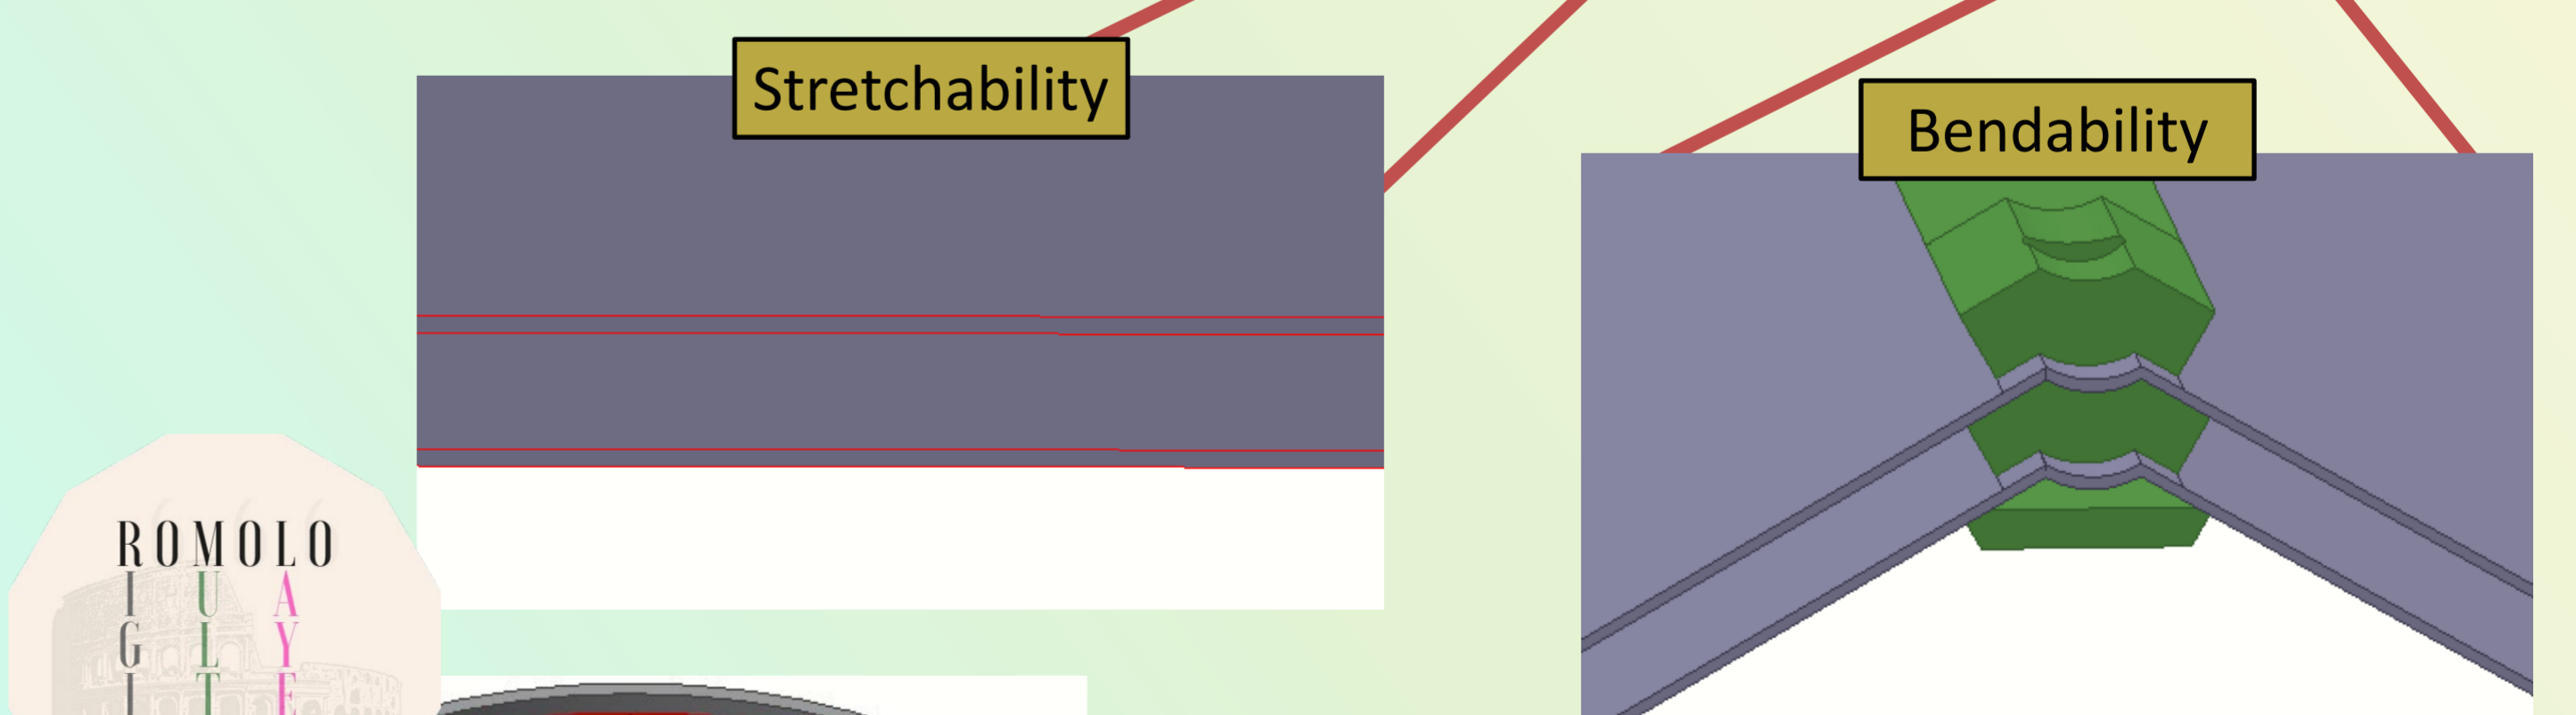 Stretchability
Bendability
ROMOLO
I U A
G L Y
I T E